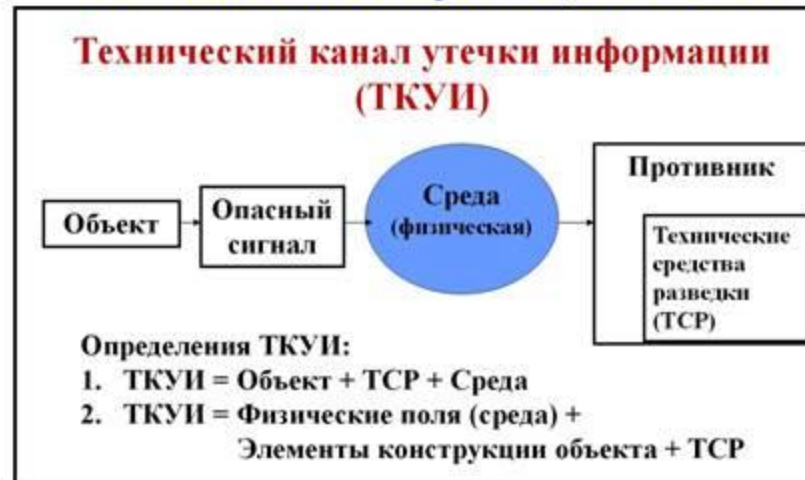 Технический канал утечки информации
(ТКУИ)
Объект
Опасный
сигнал
Среда
(физическая)
Противник
Технические
средства
разведки
(ТСР)
Определения ТКУИ:
1. ТКУИ = Объект + ТСР + Среда
2. ТКУИ = Физические поля (среда) +
Элементы конструкции объекта + ТСР